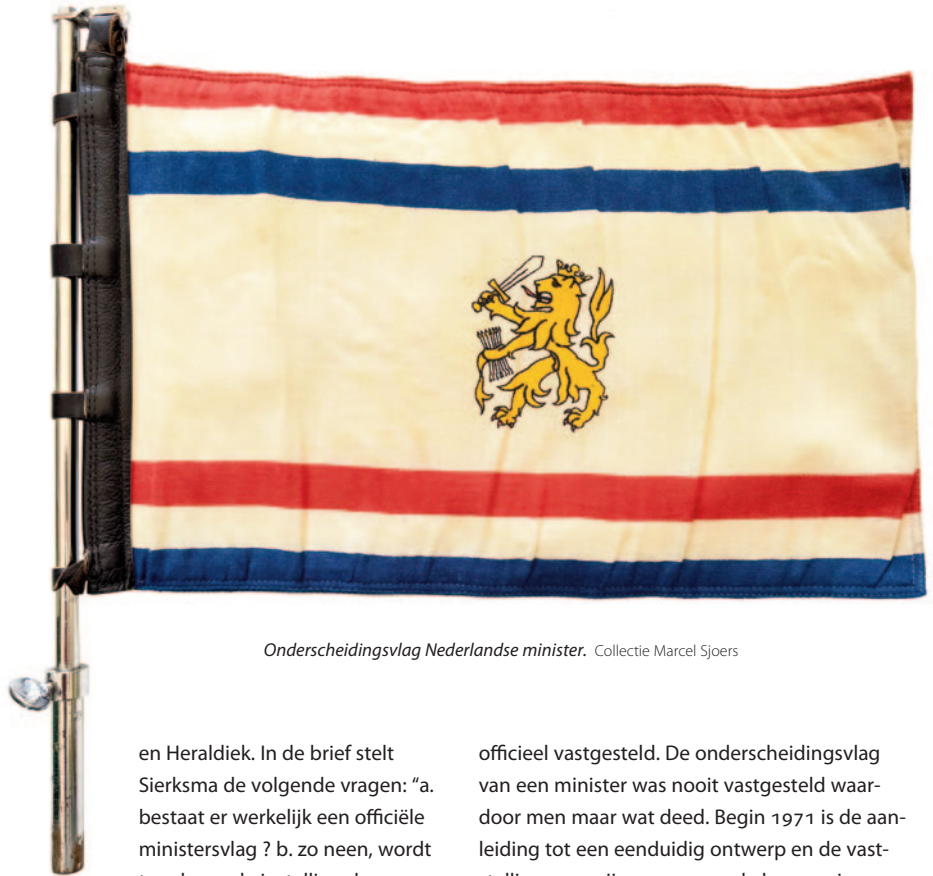 Onderscheidingsvlag Nederlandse minister. Collectie Marcel Sjoers
en Heraldiek. In de brief stelt
Sierksma de volgende vragen: “a.
bestaat er werkelijk een officiële
ministersvlag ? b. zo neen, wordt
officieel vastgesteld. De onderscheidingsvlag
van een minister was nooit vastgesteld waar-
door men maar wat deed. Begin 1971 is de aan-
leiding tot een eenduidig ontwerp en de vast-